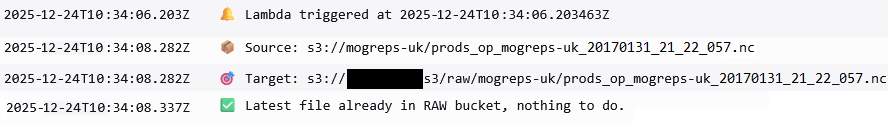 2025-12-24T10:34:06.203Z 🔔 Lambda triggered at 2025-12-24T10:34:06.203463Z
2025-12-24T10:34:08.282Z 📦 Source: s3://mogreps-uk/prods_op_mogreps-uk_20170131_21_22_057.nc
2025-12-24T10:34:08.282Z 🎯 Target: s3://s3/raw/mogreps-uk/prods_op_mogreps-uk_20170131_21_22_057.nc
2025-12-24T10:34:08.337Z ✅ Latest file already in RAW bucket, nothing to do.